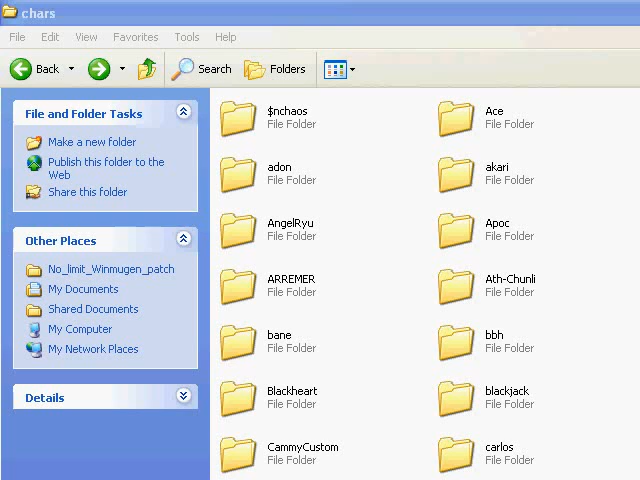 chars
File Edit View Favorites Tools Help
Back Search Folders
File and Folder Tasks
Make a new folder
Publish this folder to the
Web
Share this folder
Other Places
No_limit_Winmugen_patch
My Documents
Shared Documents
My Computer
My Network Places
Details
$nchaos
File Folder
Ace
File Folder
adon
File Folder
akari
File Folder
AngelRyu
File Folder
Apoc
File Folder
ARREMER
File Folder
Ath-Chunli
File Folder
bane
File Folder
bbh
File Folder
Blackheart
File Folder
blackjack
File Folder
CammyCustom
File Folder
carlos
File Folder